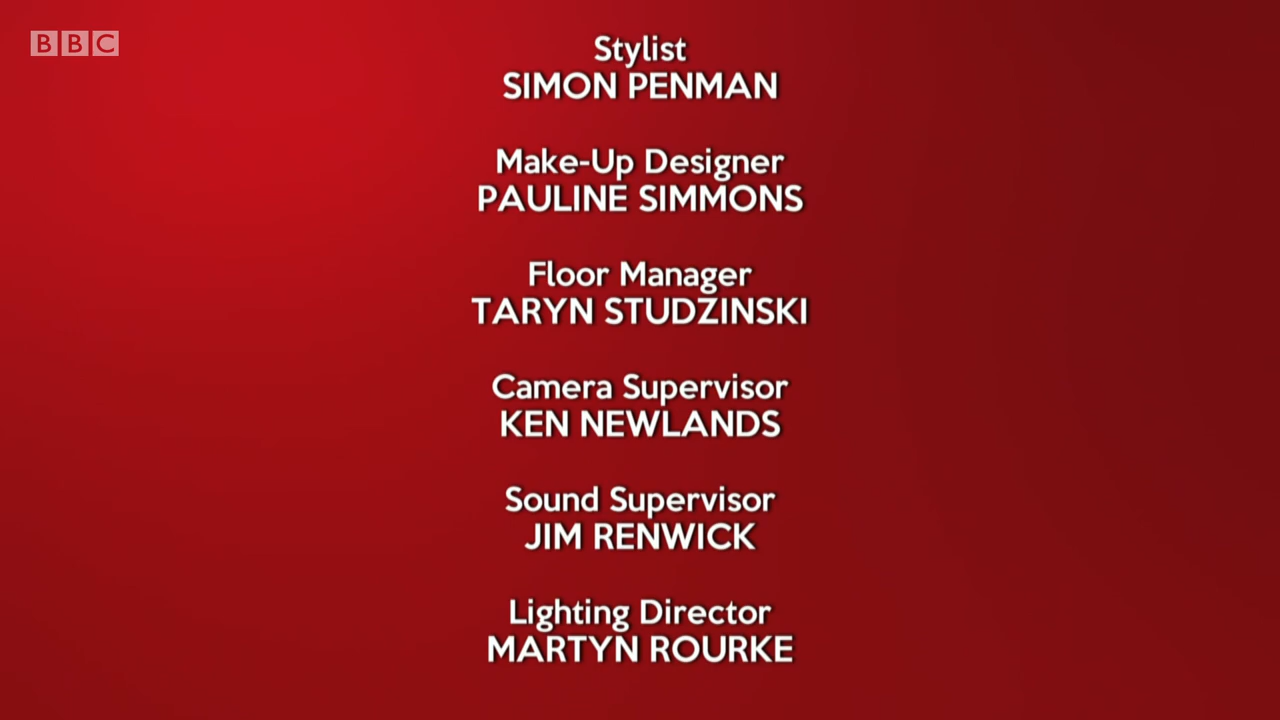 BBC
Stylist
SIMON PENMAN
Make-Up Designer
PAULINE SIMMONS
Floor Manager
TARYN STUDZINSKI
Camera Supervisor
KEN NEWLANDS
Sound Supervisor
JIM RENWICK
Lighting Director
MARTYN ROURKE